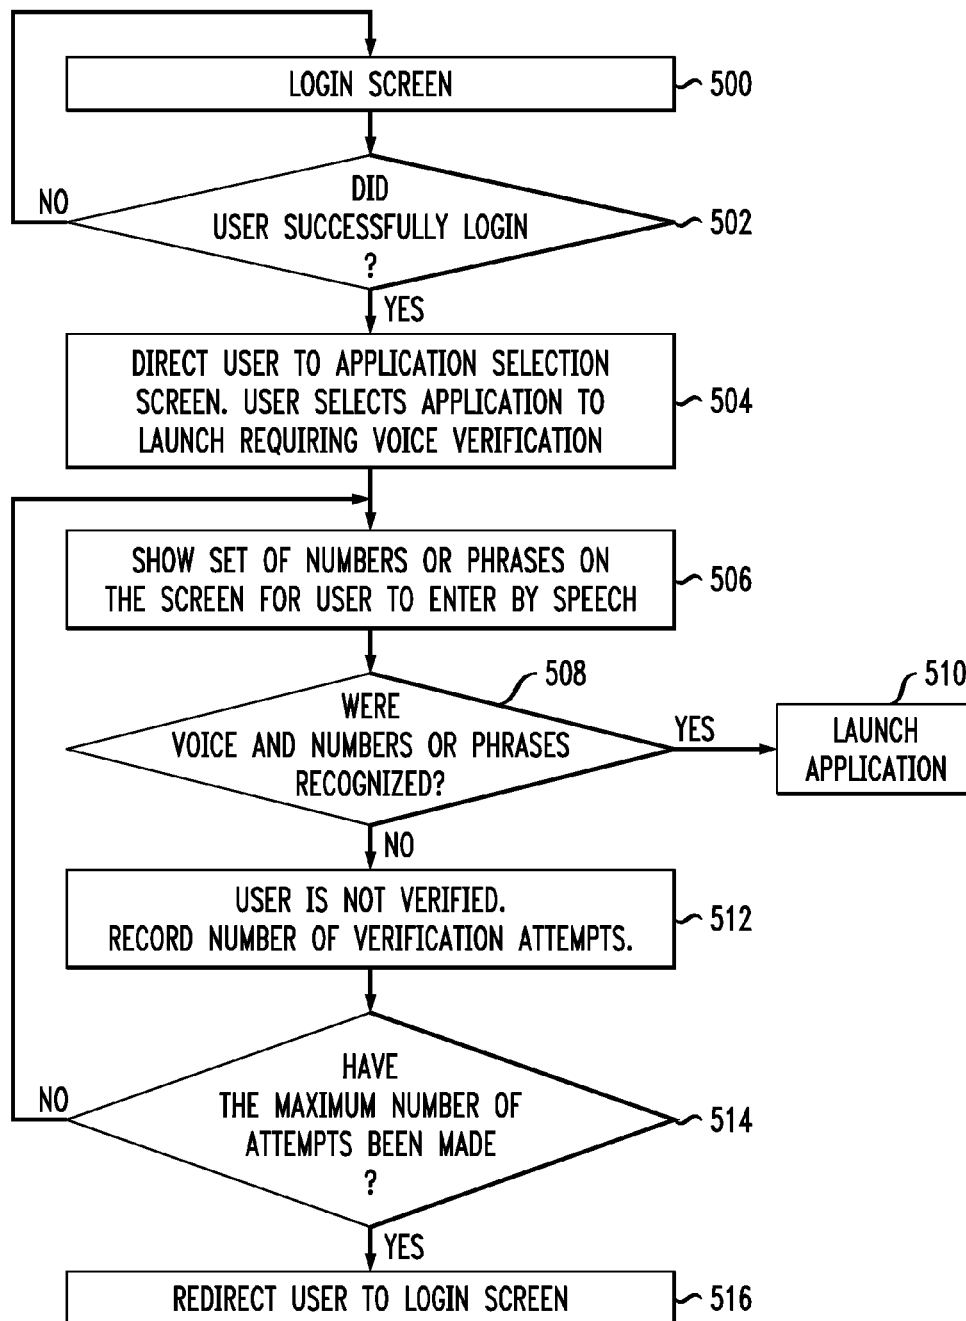 LOGIN SCREEN
500
DID
USER SUCCESSFULLY LOGIN
?
502
NO
YES
DIRECT USER TO APPLICATION SELECTION
SCREEN. USER SELECTS APPLICATION TO
LAUNCH REQUIRING VOICE VERIFICATION
504
SHOW SET OF NUMBERS OR PHRASES ON
THE SCREEN FOR USER TO ENTER BY SPEECH
506
WERE
VOICE AND NUMBERS OR PHRASES
RECOGNIZED?
508
YES
510
LAUNCH
APPLICATION
NO
USER IS NOT VERIFIED.
RECORD NUMBER OF VERIFICATION ATTEMPTS.
512
HAVE
THE MAXIMUM NUMBER OF
ATTEMPTS BEEN MADE
?
514
NO
YES
REDIRECT USER TO LOGIN SCREEN
516